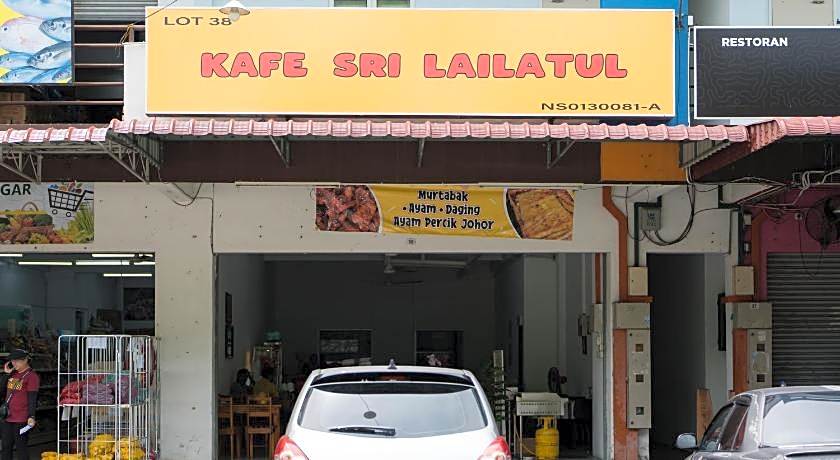 LOT 38
KAFE SRI LAILATUL
NS0130081-A
RESTORAN
GAR
Murtabak
• Ayam • Daging
Ayam Percik Johor